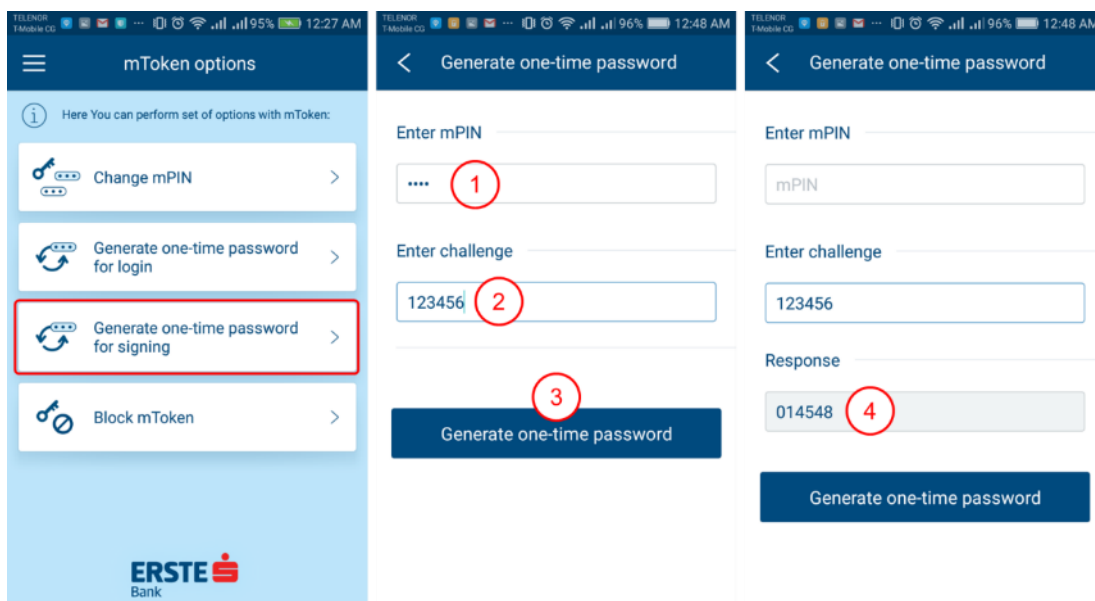 TELENOR
T-Mobile CG
95%
12:27 AM
mToken options
Here You can perform set of options with mToken:
Change mPIN
Generate one-time password
for login
Generate one-time password
for signing
Block mToken
ERSTE
Bank
TELENOR
T-Mobile CG
96%
12:48 AM
Generate one-time password
Enter mPIN
••••
1
Enter challenge
123456
2
3
Generate one-time password
TELENOR
T-Mobile CG
96%
12:48 AM
Generate one-time password
Enter mPIN
mPIN
Enter challenge
123456
Response
014548
4
Generate one-time password